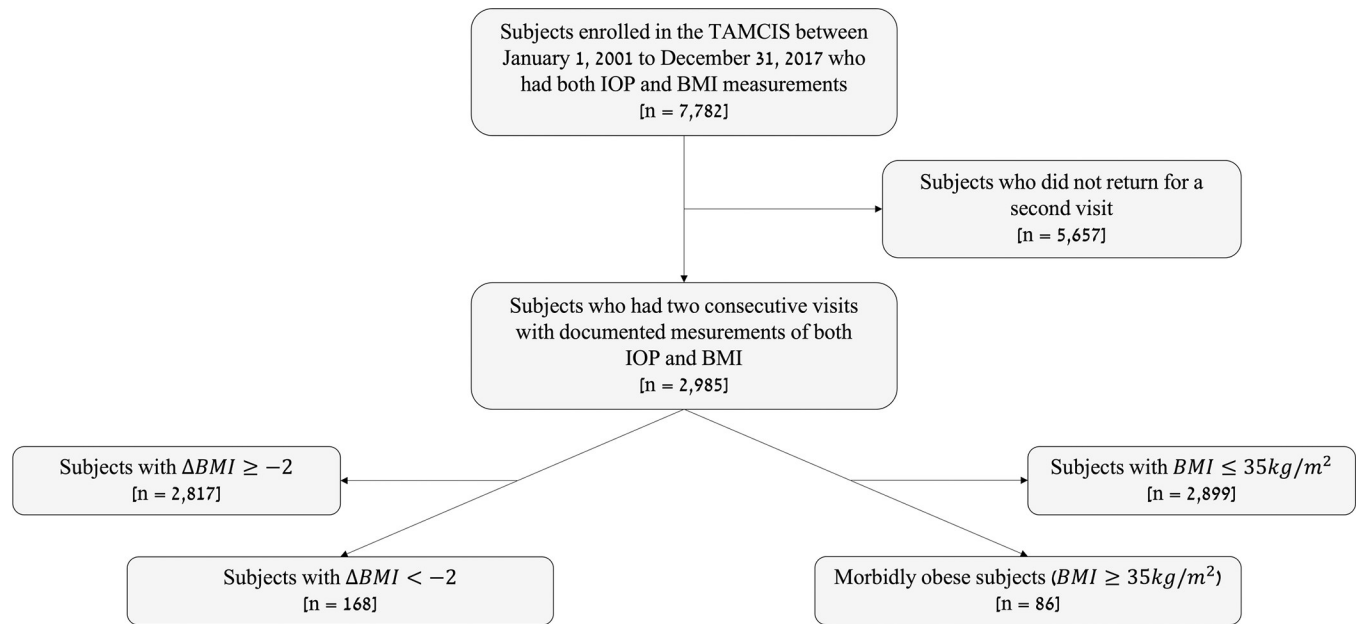 Subjects enrolled in the TAMCIS between
January 1, 2001 to December 31, 2017 who
had both IOP and BMI measurements
[n = 7,782]
Subjects who did not return for a
second visit
[n = 5,657]
Subjects who had two consecutive visits
with documented mesurements of both
IOP and BMI
[n = 2,985]
Subjects with ΔBMI ≥ −2
[n = 2,817]
Subjects with BMI ≤ 35kg/m²
[n = 2,899]
Subjects with ΔBMI < −2
[n = 168]
Morbidly obese subjects (BMI ≥ 35kg/m²)
[n = 86]